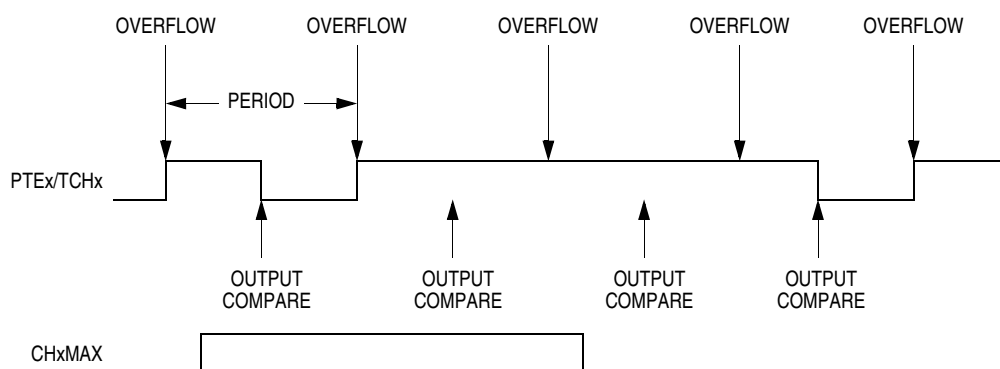 OVERFLOW OVERFLOW OVERFLOW OVERFLOW OVERFLOW
PERIOD
PTEx/TCHx
OUTPUT OUTPUT OUTPUT OUTPUT
COMPARE COMPARE COMPARE COMPARE
CHxMAX